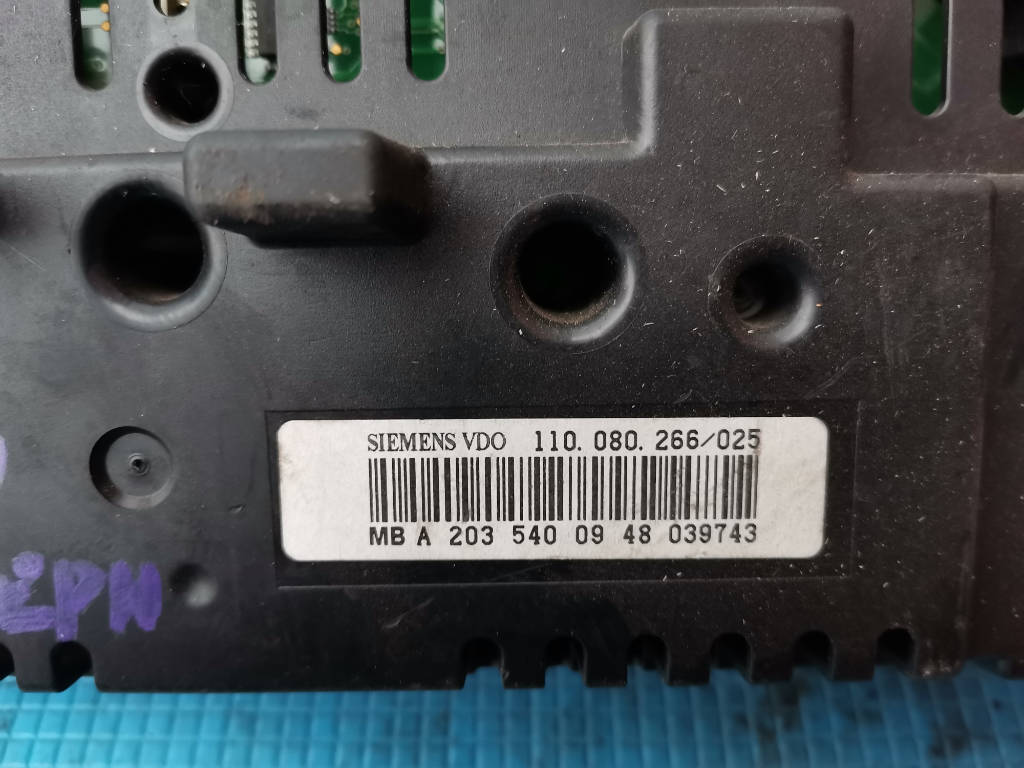 SIEMENS VDO 110.080.266/025
MB A 203 540 09 48 039743